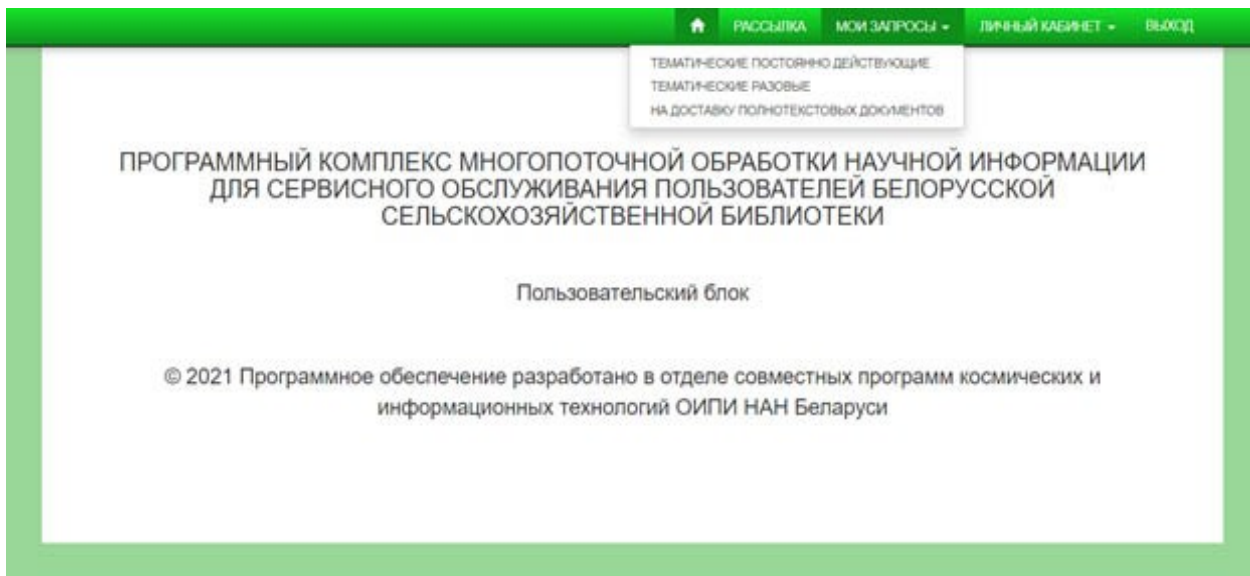 РАССЫЛКА МОИ ЗАПРОСЫ ЛИЧНЫЙ КАБИНЕТ ВЫХОД
ТЕМАТИЧЕСКИЕ ПОСТОЯННО ДЕЙСТВУЮЩИЕ
ТЕМАТИЧЕСКИЕ РАЗОВЫЕ
НА ДОСТАВКУ ПОЛНОТЕКСТОВЫХ ДОКУМЕНТОВ
ПРОГРАММНЫЙ КОМПЛЕКС МНОГОПОТОЧНОЙ ОБРАБОТКИ НАУЧНОЙ ИНФОРМАЦИИ
ДЛЯ СЕРВИСНОГО ОБСЛУЖИВАНИЯ ПОЛЬЗОВАТЕЛЕЙ БЕЛОРУССКОЙ
СЕЛЬСКОХОЗЯЙСТВЕННОЙ БИБЛИОТЕКИ
Пользовательский блок
© 2021 Программное обеспечение разработано в отделе совместных программ космических и
информационных технологий ОИПИ НАН Беларуси